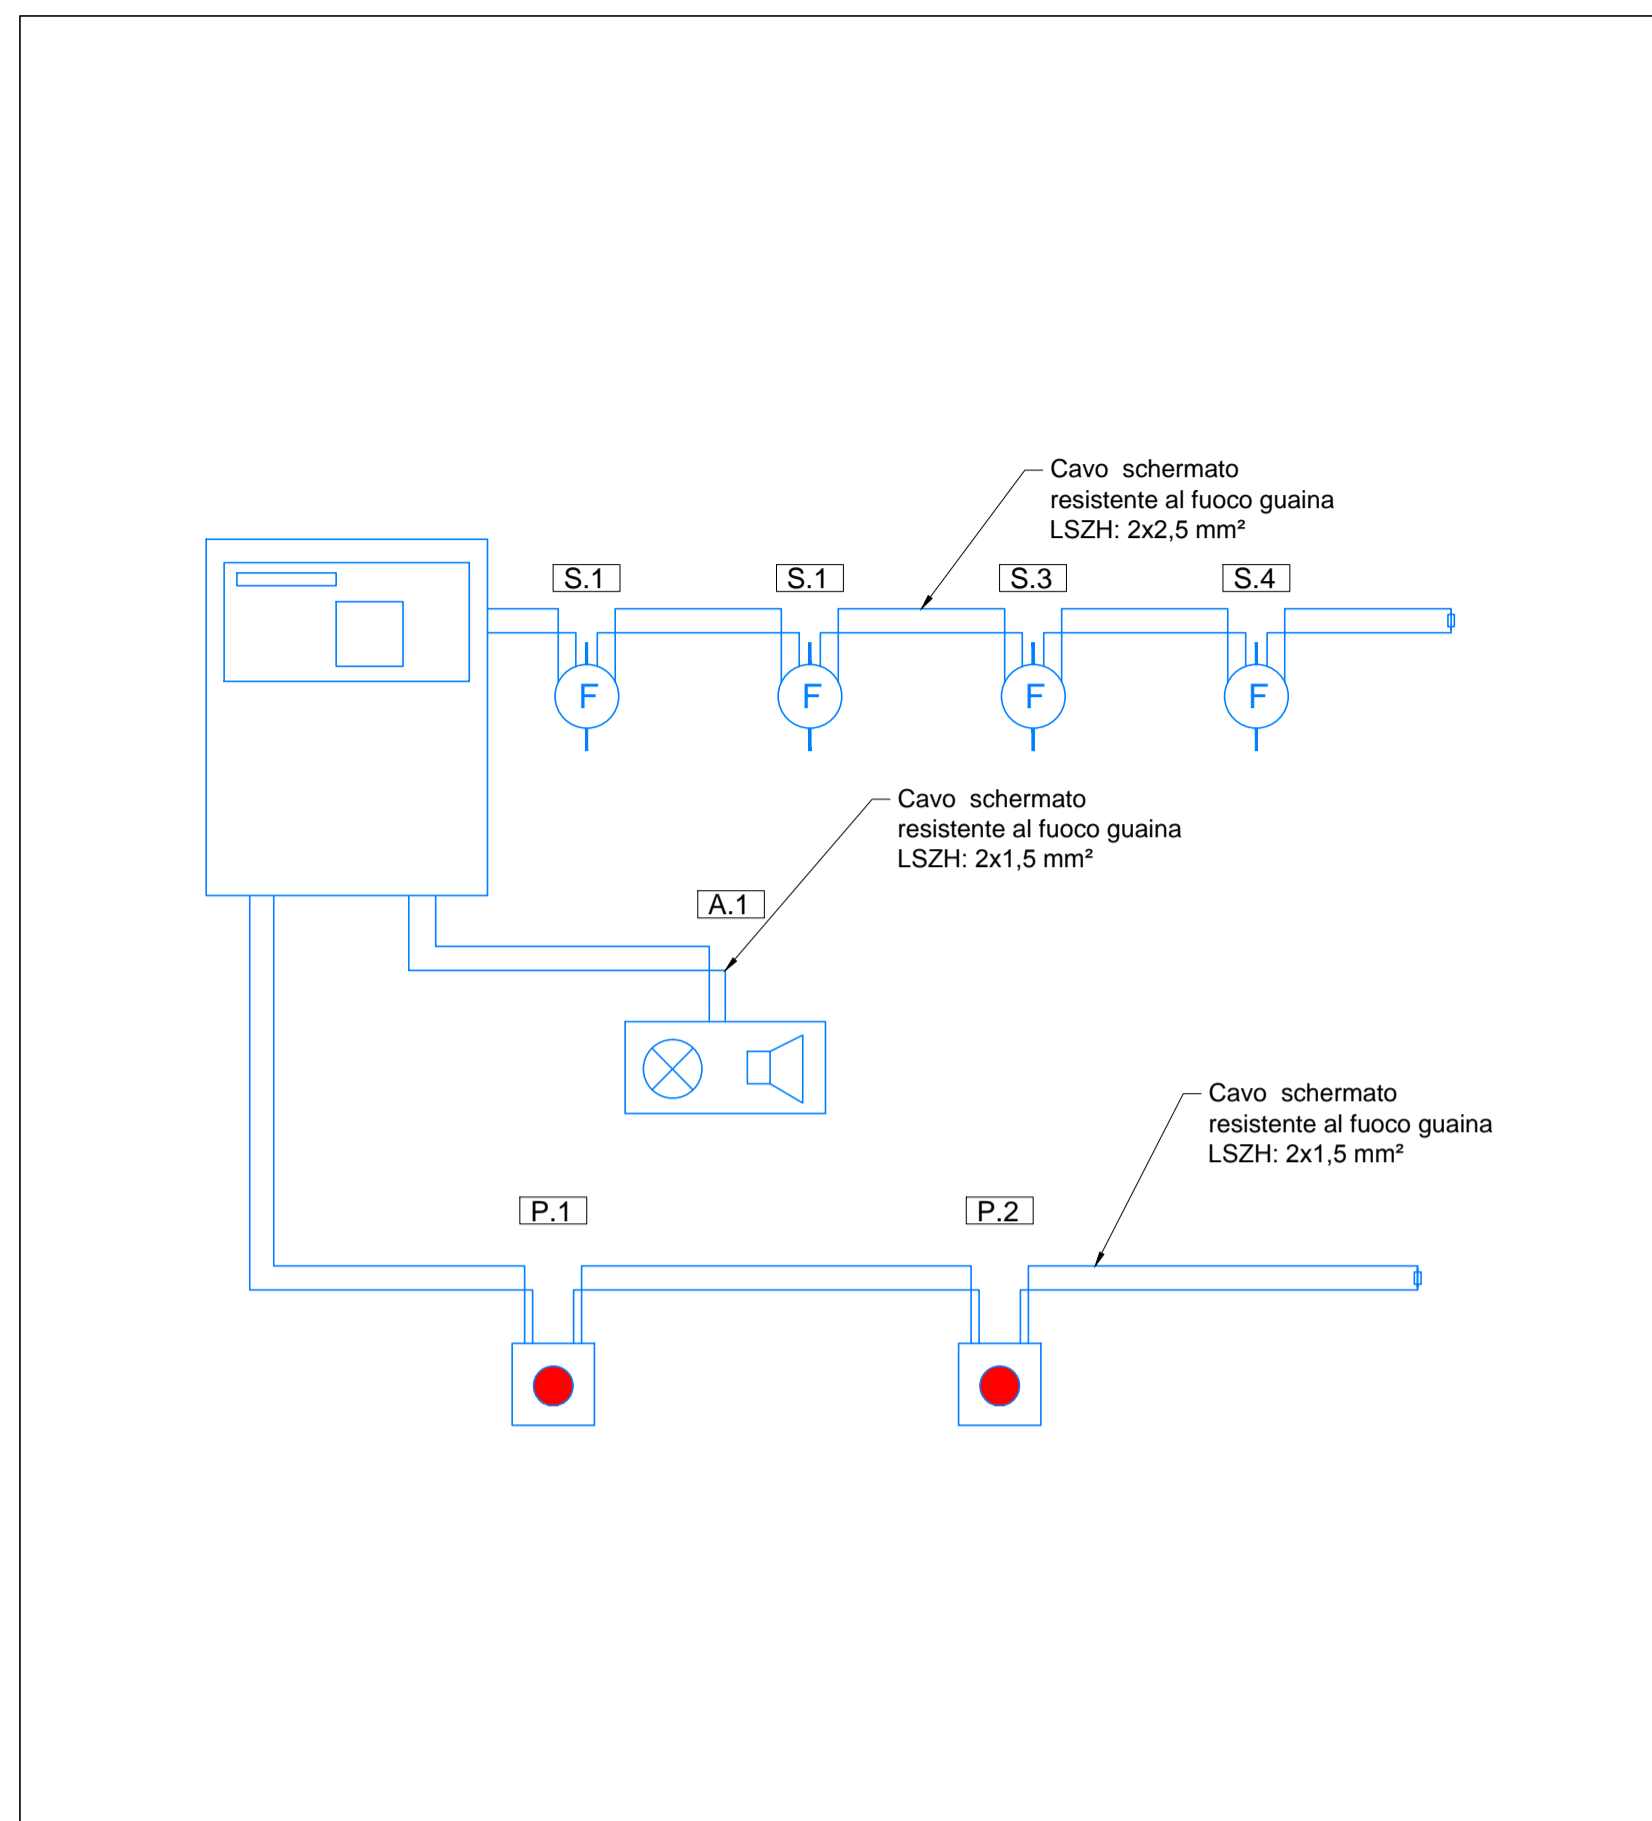 Cavo schermato
resistente al fuoco guaina
LSZH: 2x2,5 mm²
S.1
S.1
S.3
S.4
F
F
F
F
Cavo schermato
resistente al fuoco guaina
LSZH: 2x1,5 mm²
A.1
Cavo schermato
resistente al fuoco guaina
LSZH: 2x1,5 mm²
P.1
P.2